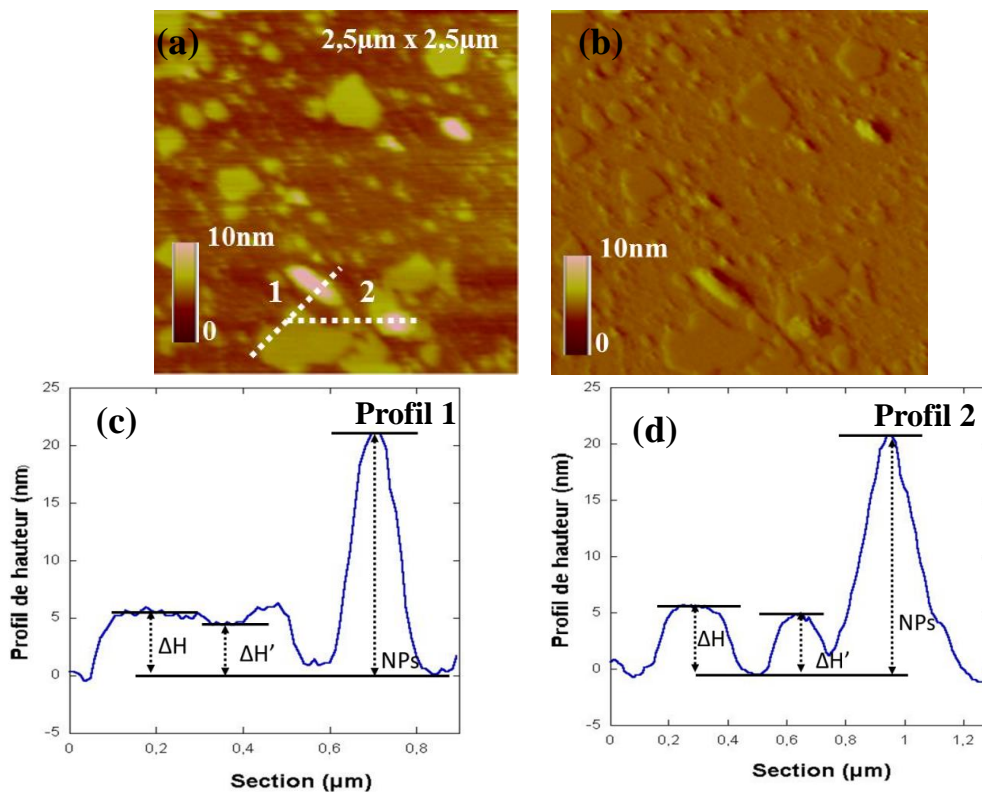 (a)
2,5µm x 2,5µm
10nm
0
1
2
(b)
10nm
0
(c)
Profil 1
Profil de hauteur (nm)
25
20
15
10
5
0
-5
ΔH
ΔH’
NPs
0
0,2
0,4
0,6
0,8
Section (µm)
(d)
Profil 2
Profil de hauteur (nm)
25
20
15
10
5
0
-5
ΔH
ΔH’
NPs
0
0,2
0,4
0,6
0,8
1
1,2
Section (µm)